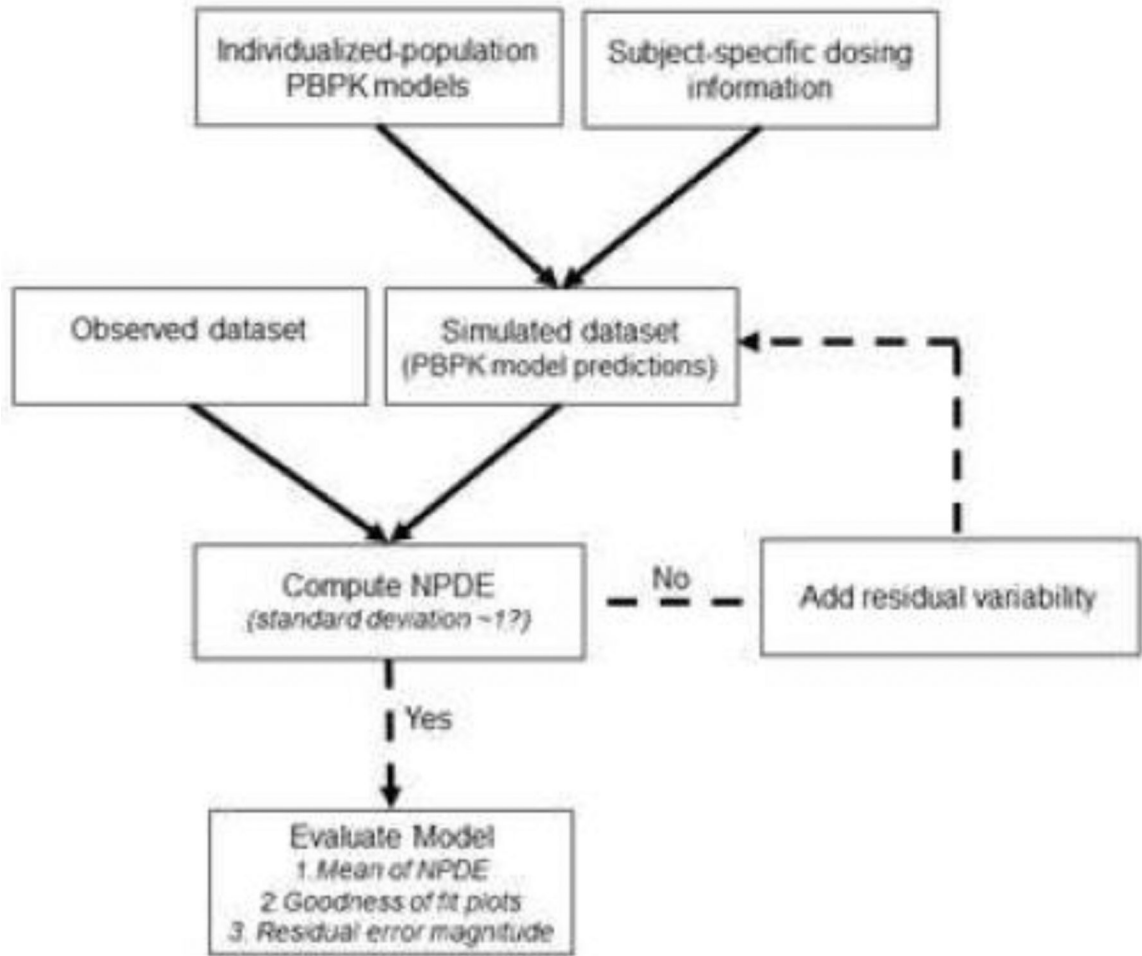 Individualized-population
PBPK models
Subject-specific dosing
information
Observed dataset
Simulated dataset
(PBPK model predictions)
Compute NPDE
(standard deviation ~1?)
No
Add residual variability
Yes
Evaluate Model
1. Mean of NPDE
2. Goodness of fit plots
3. Residual error magnitude